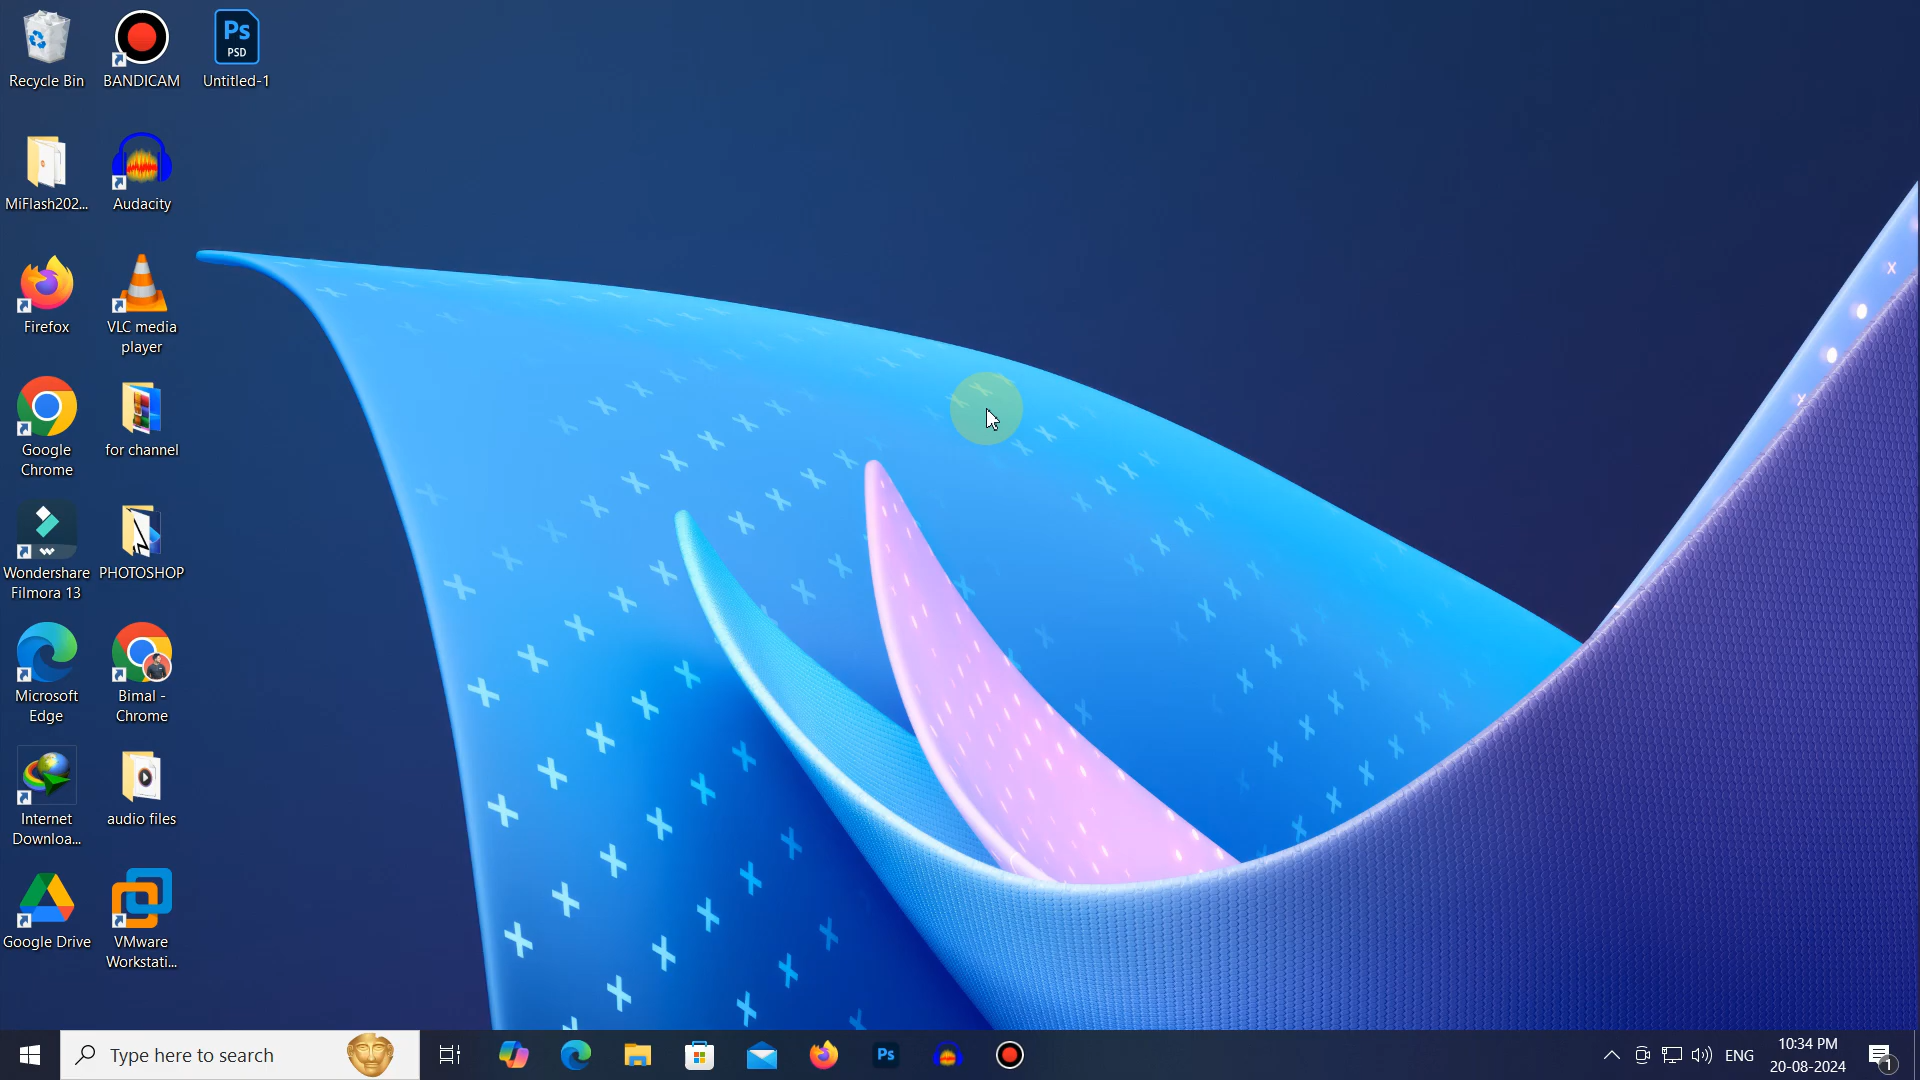 Recycle Bin
BANDICAM
Ps
PSD
Untitled-1
MiFlash202...
Audacity
Firefox
VLC media
player
Google
Chrome
for channel
Wondershare
Filmora 13
PHOTOSHOP
Microsoft
Edge
Bimal -
Chrome
Internet
Downloa...
audio files
Google Drive
VMware
Workstati...
Type here to search
Ps
ENG
10:34 PM
20-08-2024
1